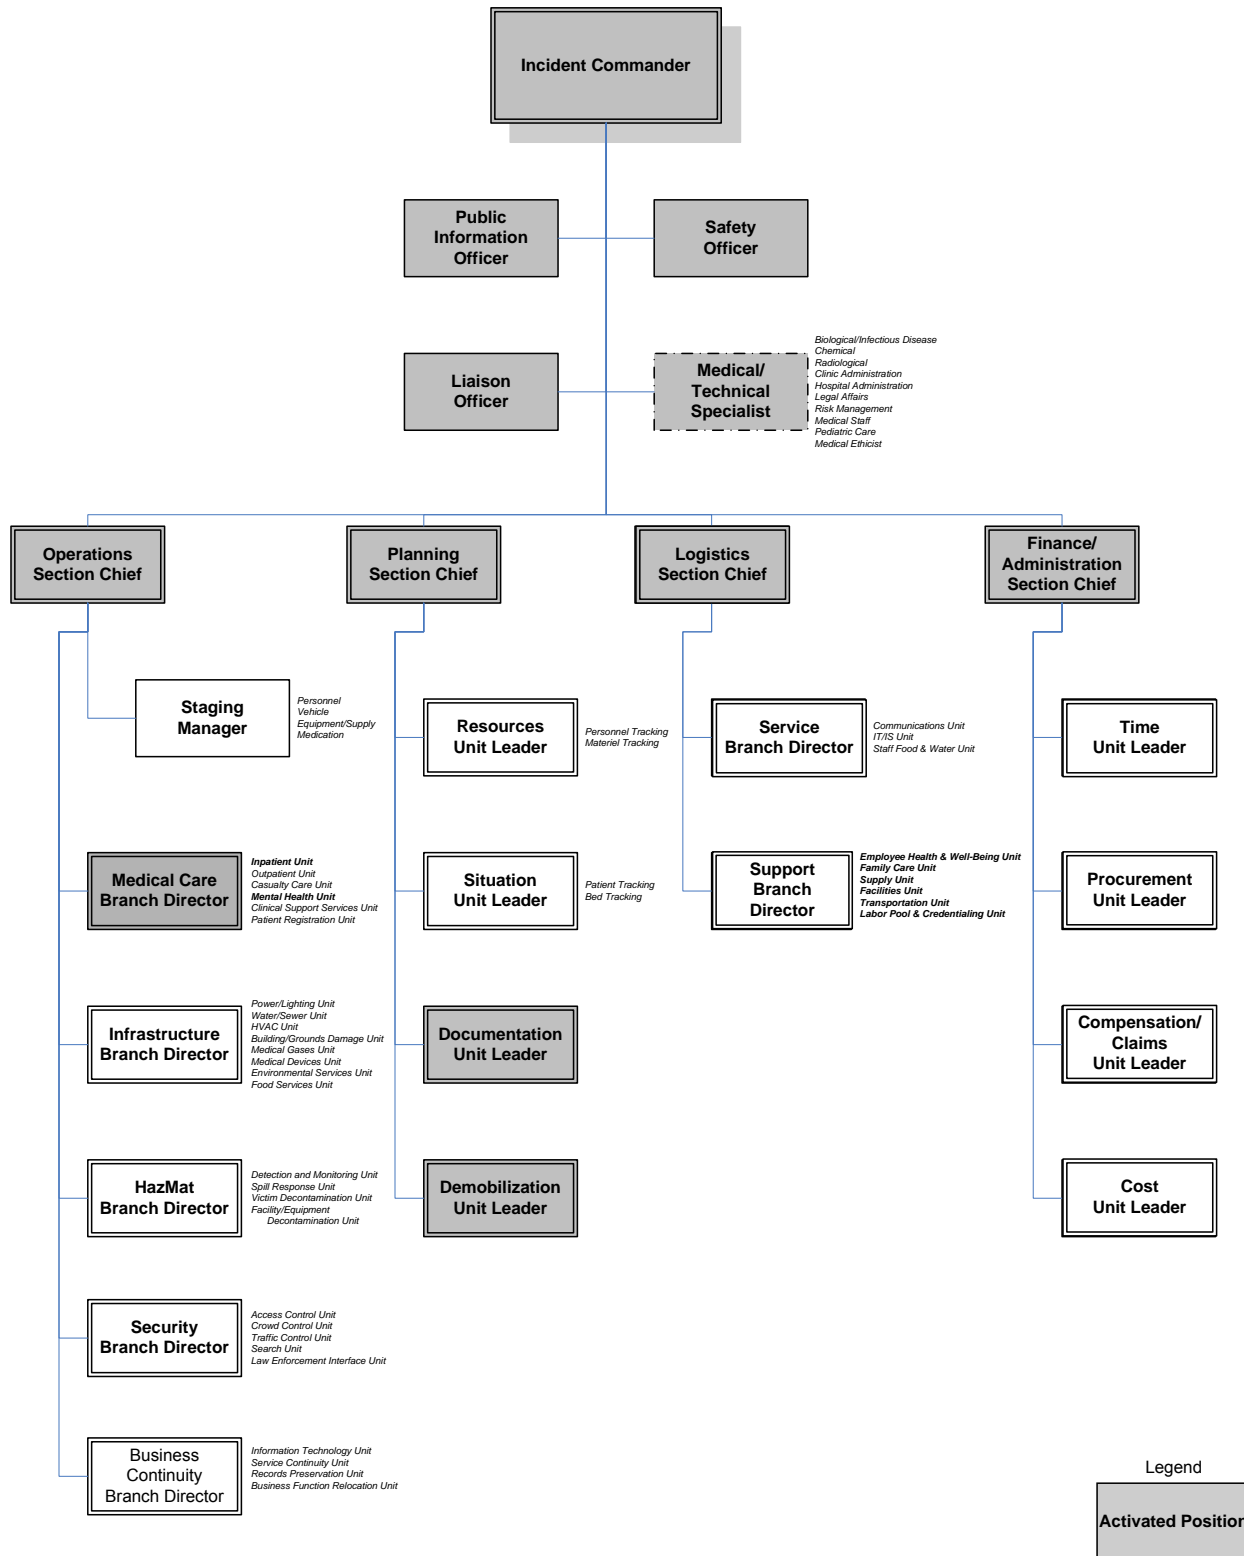 Incident Commander
Public
Information
Officer
Safety
Officer
Liaison
Officer
Medical/
Technical
Specialist
Biological/Infectious Disease
Chemical
Radiological
Clinic Administration
Hospital Administration
Legal Affairs
Risk Management
Medical Staff
Pediatric Care
Medical Ethicist
Operations
Section Chief
Planning
Section Chief
Logistics
Section Chief
Finance/
Administration
Section Chief
Staging
Manager
Personnel
Vehicle
Equipment/Supply
Medication
Resources
Unit Leader
Personnel Tracking
Materiel Tracking
Service
Branch Director
Communications Unit
IT/IS Unit
Staff Food & Water Unit
Time
Unit Leader
Medical Care
Branch Director
Inpatient Unit
Outpatient Unit
Casualty Care Unit
Mental Health Unit
Clinical Support Services Unit
Patient Registration Unit
Situation
Unit Leader
Patient Tracking
Bed Tracking
Support
Branch
Director
Employee Health & Well-Being Unit
Family Care Unit
Supply Unit
Facilities Unit
Transportation Unit
Labor Pool & Credentialing Unit
Procurement
Unit Leader
Infrastructure
Branch Director
Power/Lighting Unit
Water/Sewer Unit
HVAC Unit
Building/Grounds Damage Unit
Medical Gases Unit
Medical Devices Unit
Environmental Services Unit
Food Services Unit
Documentation
Unit Leader
Compensation/
Claims
Unit Leader
HazMat
Branch Director
Detection and Monitoring Unit
Spill Response Unit
Victim Decontamination Unit
Facility/Equipment
Decontamination Unit
Demobilization
Unit Leader
Cost
Unit Leader
Security
Branch Director
Access Control Unit
Crowd Control Unit
Traffic Control Unit
Search Unit
Law Enforcement Interface Unit
Business
Continuity
Branch Director
Information Technology Unit
Service Continuity Unit
Records Preservation Unit
Business Function Relocation Unit
Legend
Activated Position